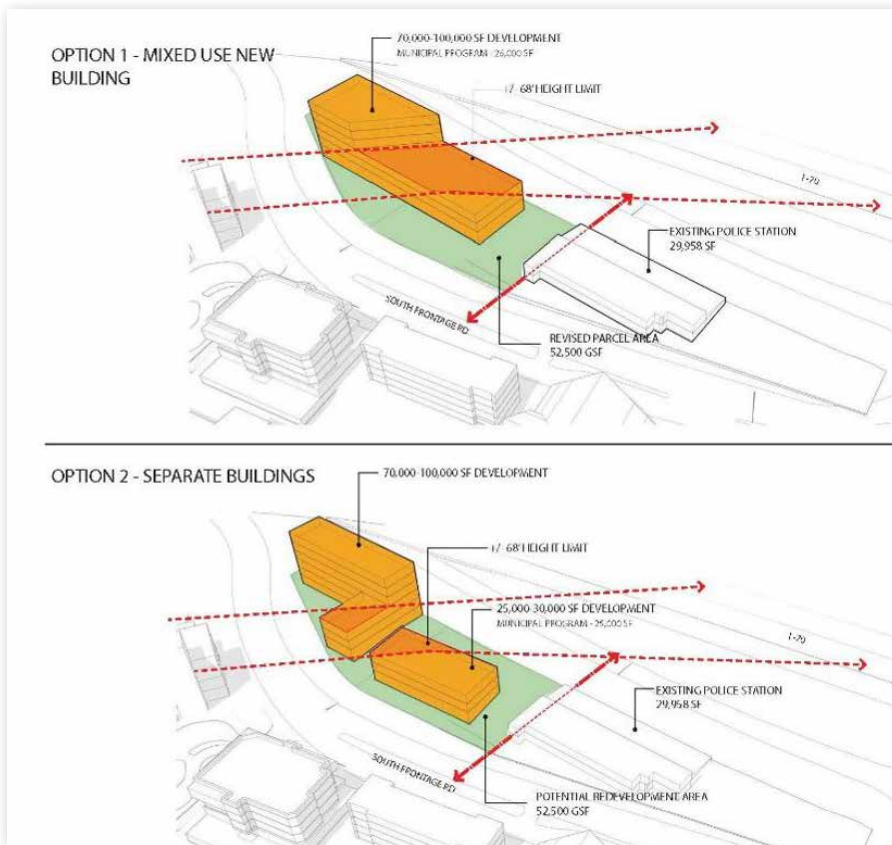 OPTION 1 - MIXED USE NEW
BUILDING
70,000-100,000 SF DEVELOPMENT
MUNICIPAL PROGRAM - 26,000 SF
+/- 68' HEIGHT LIMIT
I-70
EXISTING POLICE STATION
29,958 SF
SOUTH FRONTAGE RD
REVISED PARCEL AREA
52,500 GSF
OPTION 2 - SEPARATE BUILDINGS
70,000-100,000 SF DEVELOPMENT
+/- 68' HEIGHT LIMIT
25,000-30,000 SF DEVELOPMENT
MUNICIPAL PROGRAM - 25,000 SF
I-70
EXISTING POLICE STATION
29,958 SF
SOUTH FRONTAGE RD
POTENTIAL REDEVELOPMENT AREA
52,500 GSF